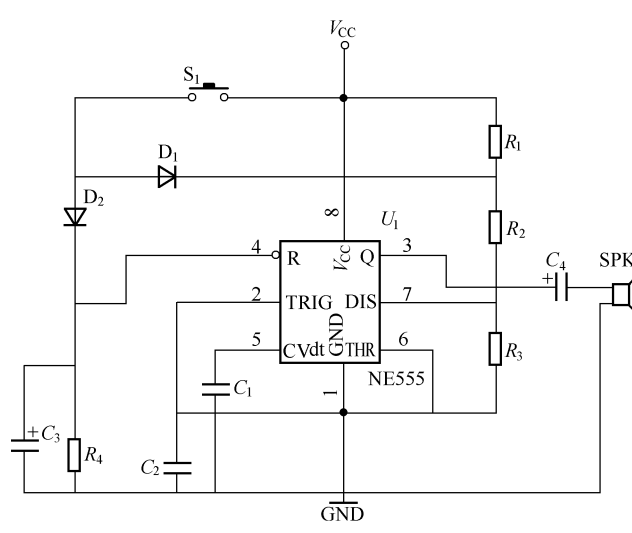 VCC
S1
R1
D1
D2
8
U1
R2
4
R
VCC
Q
3
C4
+
SPK
2
TRIG
DIS
7
5
CVdt
GND
THR
6
R3
C1
1
NE555
+
C3
R4
C2
GND